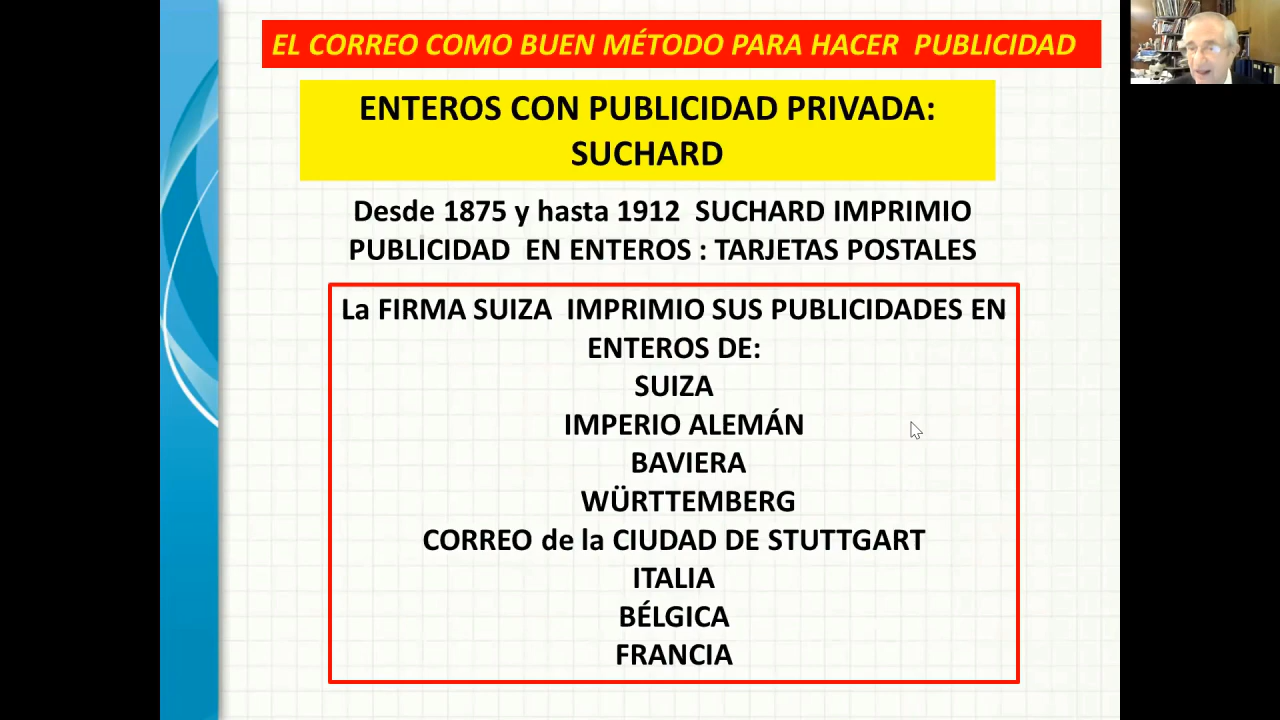 EL CORREO COMO BUEN MÉTODO PARA HACER PUBLICIDAD
ENTEROS CON PUBLICIDAD PRIVADA:
SUCHARD
Desde 1875 y hasta 1912 SUCHARD IMPRIMIO
PUBLICIDAD EN ENTEROS : TARJETAS POSTALES
La FIRMA SUIZA IMPRIMIO SUS PUBLICIDADES EN
ENTEROS DE:
SUIZA
IMPERIO ALEMÁN
BAVIERA
WÜRTTEMBERG
CORREO de la CIUDAD DE STUTTGART
ITALIA
BÉLGICA
FRANCIA